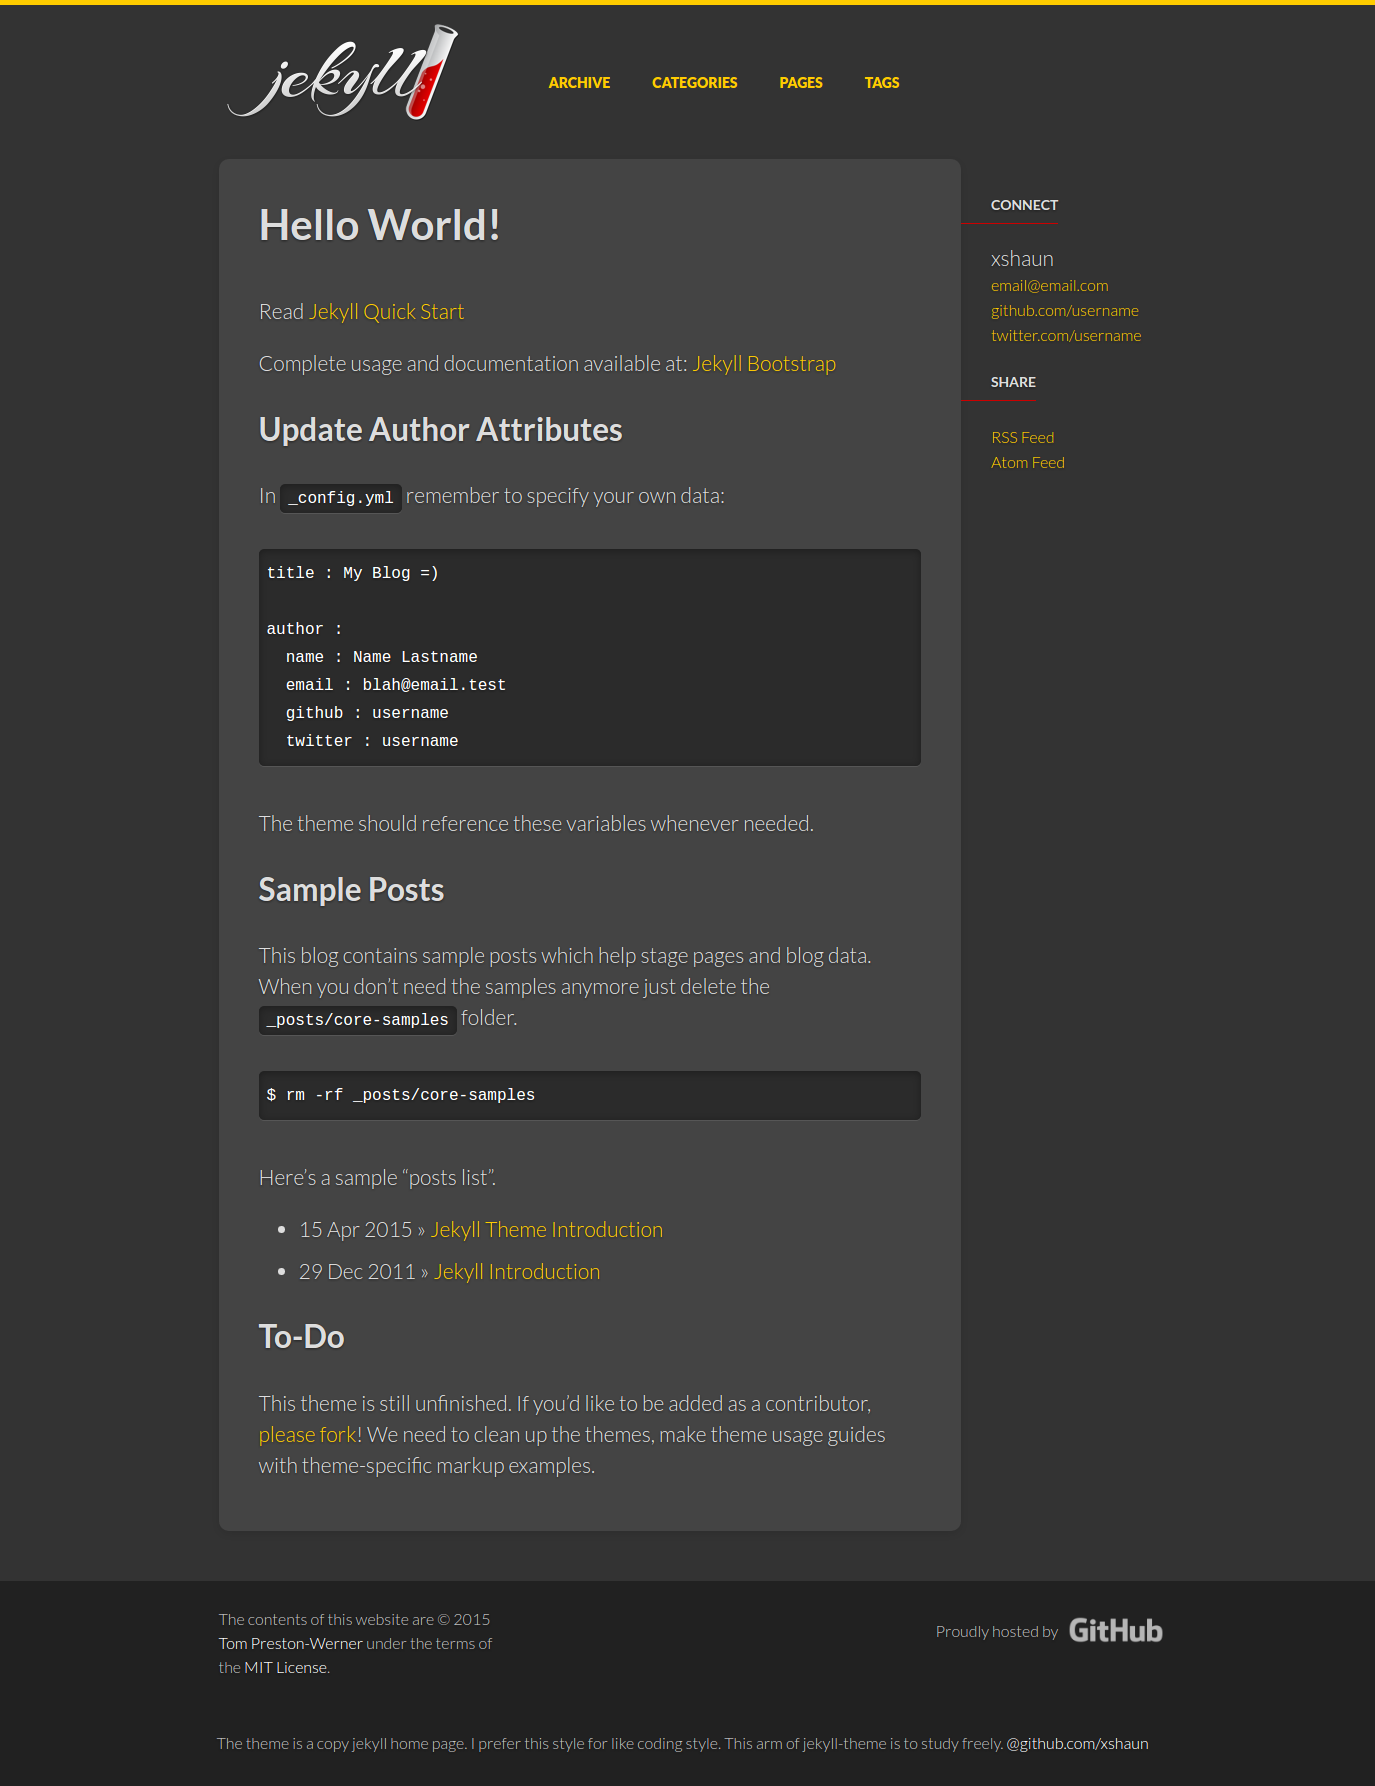 jekyll
ARCHIVE CATEGORIES PAGES TAGS
Hello World!
Read Jekyll Quick Start
Complete usage and documentation available at: Jekyll Bootstrap
Update Author Attributes
In _config.yml remember to specify your own data:
title : My Blog =)
author :
name : Name Lastname
email : blah@email.test
github : username
twitter : username
The theme should reference these variables whenever needed.
Sample Posts
This blog contains sample posts which help stage pages and blog data.
When you don’t need the samples anymore just delete the
_posts/core-samples folder.
$ rm -rf _posts/core-samples
Here’s a sample “posts list”.
• 15 Apr 2015 » Jekyll Theme Introduction
• 29 Dec 2011 » Jekyll Introduction
To-Do
This theme is still unfinished. If you’d like to be added as a contributor,
please fork! We need to clean up the themes, make theme usage guides
with theme-specific markup examples.
CONNECT
xshaun
email@email.com
github.com/username
twitter.com/username
SHARE
RSS Feed
Atom Feed
The contents of this website are © 2015
Tom Preston-Werner under the terms of
the MIT License.
Proudly hosted by GitHub
The theme is a copy jekyll home page. I prefer this style for like coding style. This arm of jekyll-theme is to study freely. @github.com/xshaun